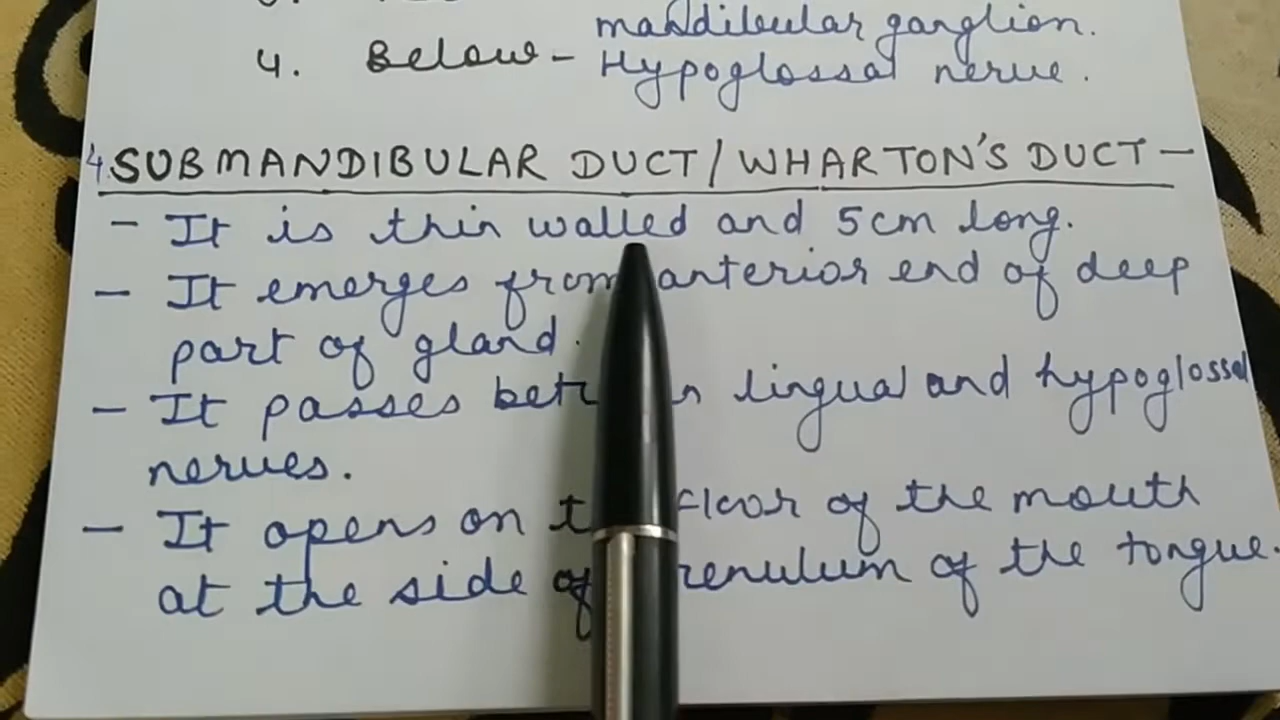 mandibular ganglion.
4. Below - Hypoglossal nerve.
4. SUBMANDIBULAR DUCT/WHARTON'S DUCT —
- It is thin walled and 5cm long.
- It emerges from anterior end of deep
part of gland.
- It passes lingual and hypoglossal
nerves.
- It opens on floor of the mouth
at the side of of the tongue.